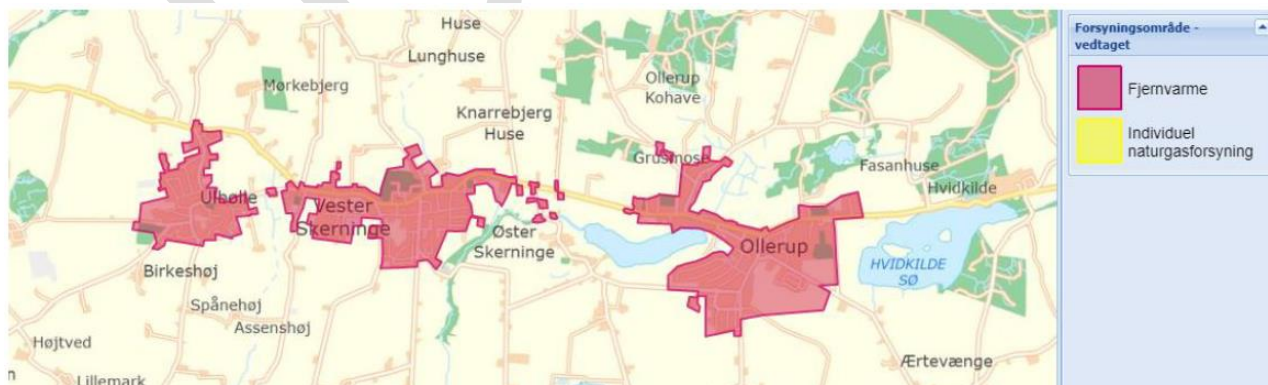 Huse
Lunghuse
Mørkebjerg
Ollerup
Kohave
Knarrebjerg
Huse
Grusmose
Fasanhuse
Hvidkilde
Ulbølle
Vester
Skerninge
Øster
Skerninge
Ollerup
HVIDKILDE
SØ
Birkeshøj
Spånehøj
Assenshøj
Højtved
Ærtevænge
Lillemark
Forsyningsområde -
vedtaget
Fjernvarme
Individuel
naturgasforsyning